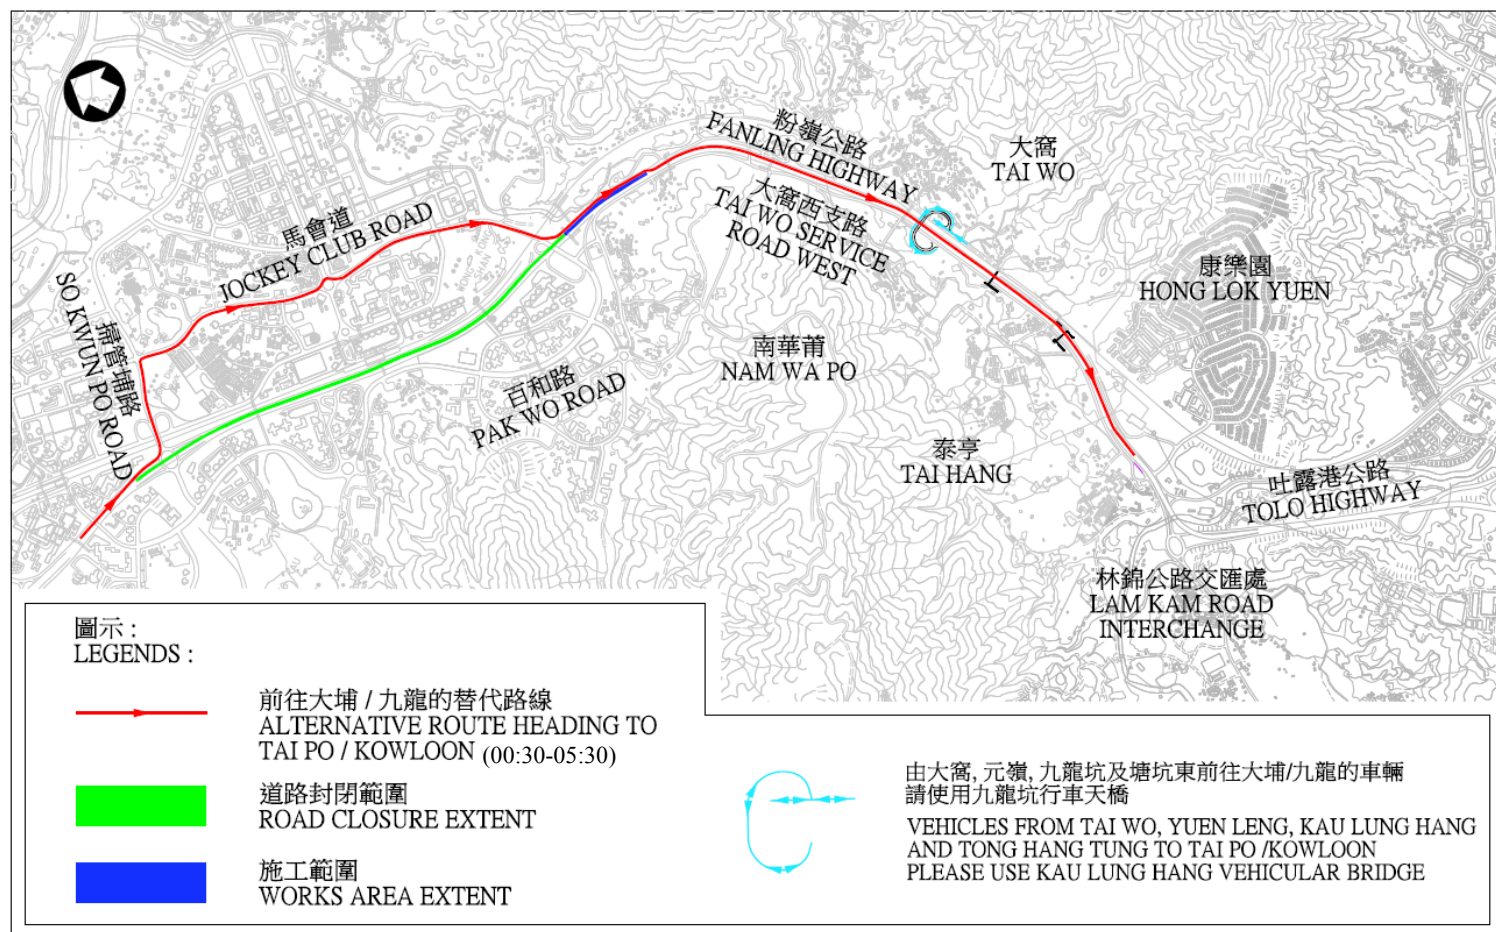 粉嶺公路
FANLING HIGHWAY
大窩
TAI WO
大窩西支路
TAI WO SERVICE
ROAD WEST
馬會道
JOCKEY CLUB ROAD
掃管埔路
SO KWUN PO ROAD
康樂園
HONG LOK YUEN
南華莆
NAM WA PO
百和路
PAK WO ROAD
泰亨
TAI HANG
吐露港公路
TOLO HIGHWAY
林錦公路交匯處
LAM KAM ROAD
INTERCHANGE
圖示 :
LEGENDS :
前往大埔 / 九龍的替代路線
ALTERNATIVE ROUTE HEADING TO
TAI PO / KOWLOON (00:30-05:30)
道路封閉範圍
ROAD CLOSURE EXTENT
施工範圍
WORKS AREA EXTENT
由大窩, 元嶺, 九龍坑及塘坑東前往大埔/九龍的車輛
請使用九龍坑行車天橋
VEHICLES FROM TAI WO, YUEN LENG, KAU LUNG HANG
AND TONG HANG TUNG TO TAI PO /KOWLOON
PLEASE USE KAU LUNG HANG VEHICULAR BRIDGE